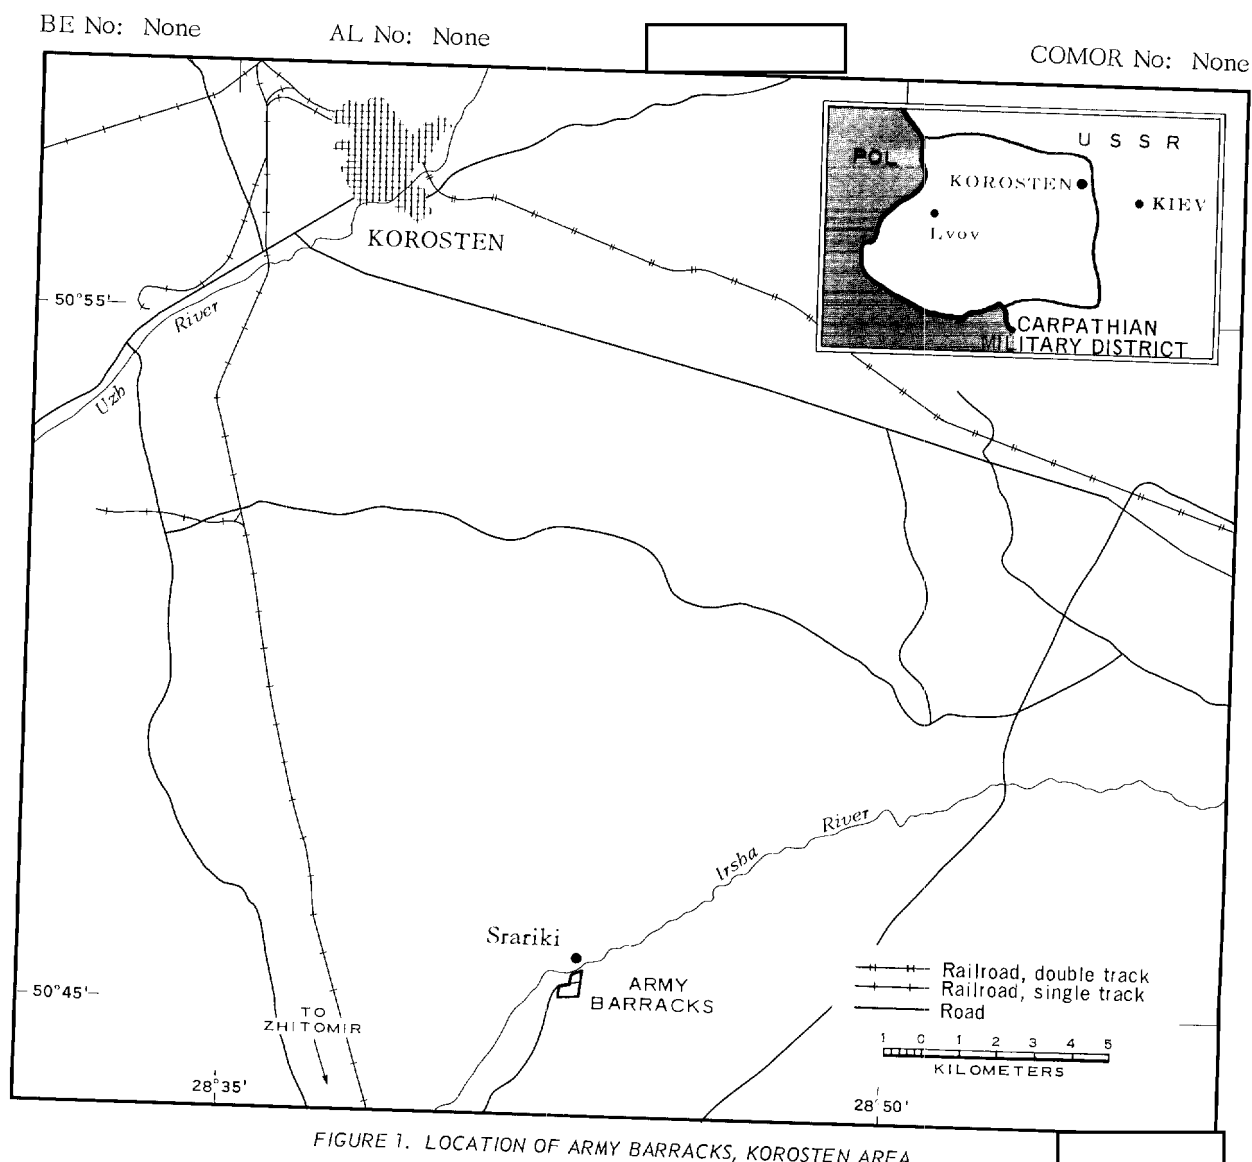 BE No: None
AL No: None
COMOR No: None
U S S R
POL
KOROSTEN
KIEV
Lvov
CARPATHIAN
MILITARY DISTRICT
KOROSTEN
50°55'
River
Uzh
River
Irsha
Srariki
ARMY
BARRACKS
Railroad, double track
Railroad, single track
Road
50°45'
TO
ZHITOMIR
1 0 1 2 3 4 5
KILOMETERS
28°35'
28°50'
FIGURE 1. LOCATION OF ARMY BARRACKS, KOROSTEN AREA